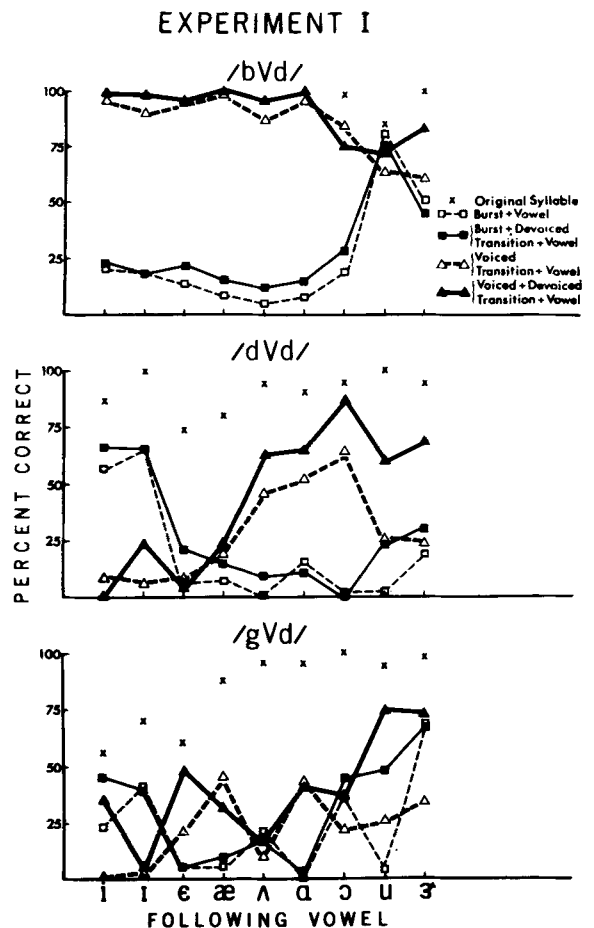 EXPERIMENT I
/bVd/
100
75
50
25
x Original Syllable
Burst + Vowel
Burst + Devoiced
Transition + Vowel
Voiced
Transition + Vowel
Voiced + Devoiced
Transition + Vowel
/dVd/
100
75
50
25
PERCENT CORRECT
/gVd/
100
75
50
25
i ɪ ɛ æ ʌ ɑ ɔ u ɝ
FOLLOWING VOWEL